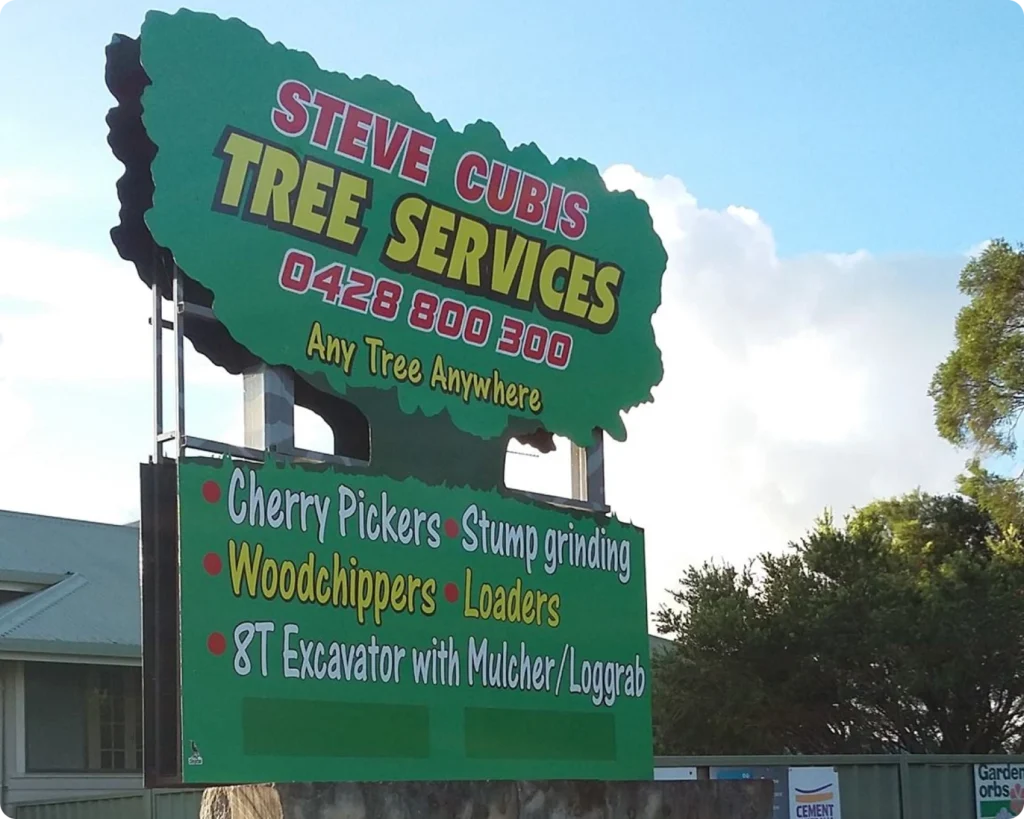 STEVE CUBIS
TREE SERVICES
0428 800 300
Any Tree Anywhere
• Cherry Pickers • Stump grinding
• Woodchippers • Loaders
• 8T Excavator with Mulcher/Loggrab
CEMENT
Garden
orbs